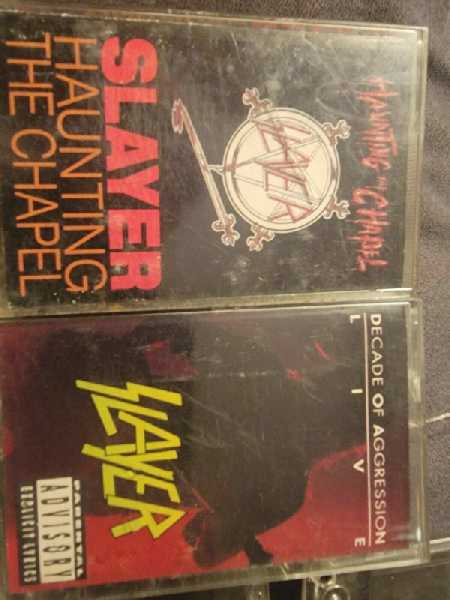 HAUNTING THE CHAPEL
SLAYER
SLAYER
HAUNTING
THE CHAPEL
DECADE OF AGGRESSION
LIVE
SLAYER
PARENTAL
ADVISORY
EXPLICIT LYRICS